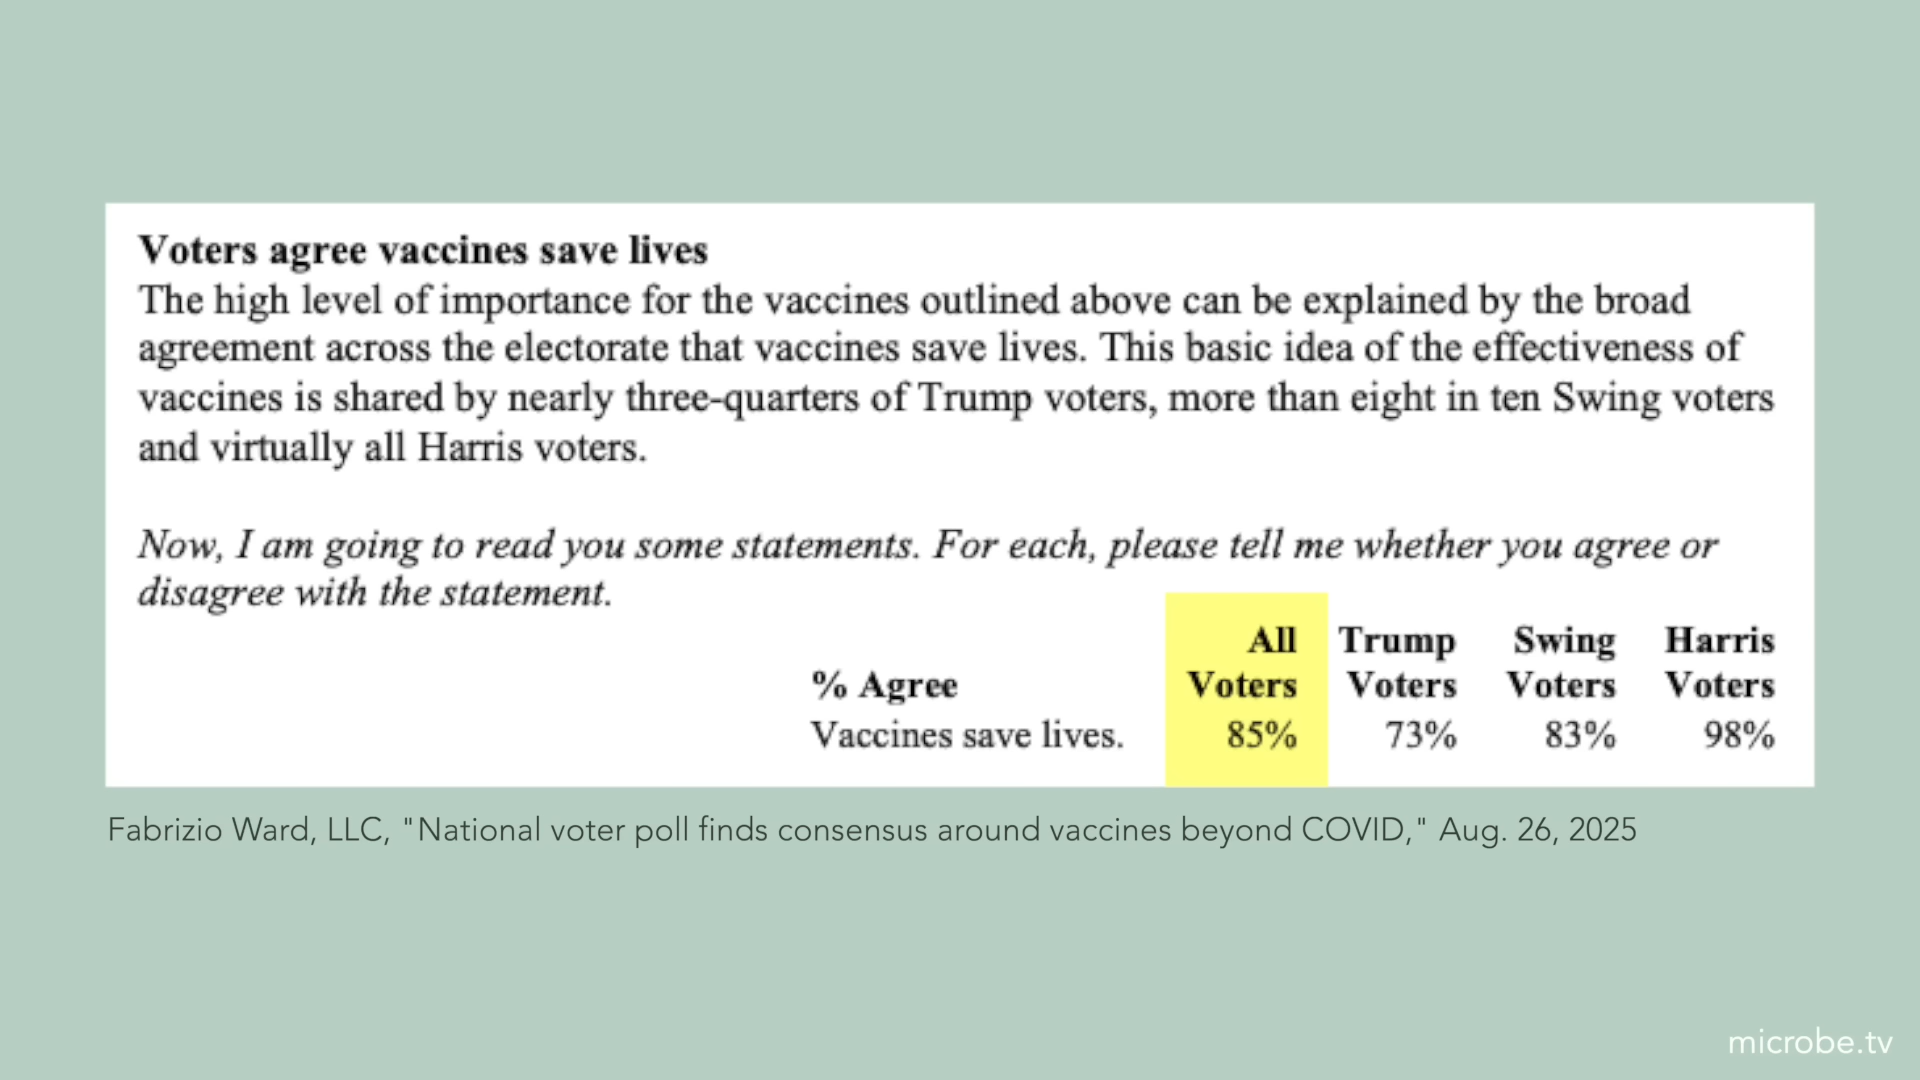 Voters agree vaccines save lives
The high level of importance for the vaccines outlined above can be explained by the broad
agreement across the electorate that vaccines save lives. This basic idea of the effectiveness of
vaccines is shared by nearly three-quarters of Trump voters, more than eight in ten Swing voters
and virtually all Harris voters.
Now, I am going to read you some statements. For each, please tell me whether you agree or
disagree with the statement.
All Trump Swing Harris
% Agree Voters Voters Voters Voters
Vaccines save lives. 85% 73% 83% 98%
Fabrizio Ward, LLC, "National voter poll finds consensus around vaccines beyond COVID," Aug. 26, 2025
microbe.tv